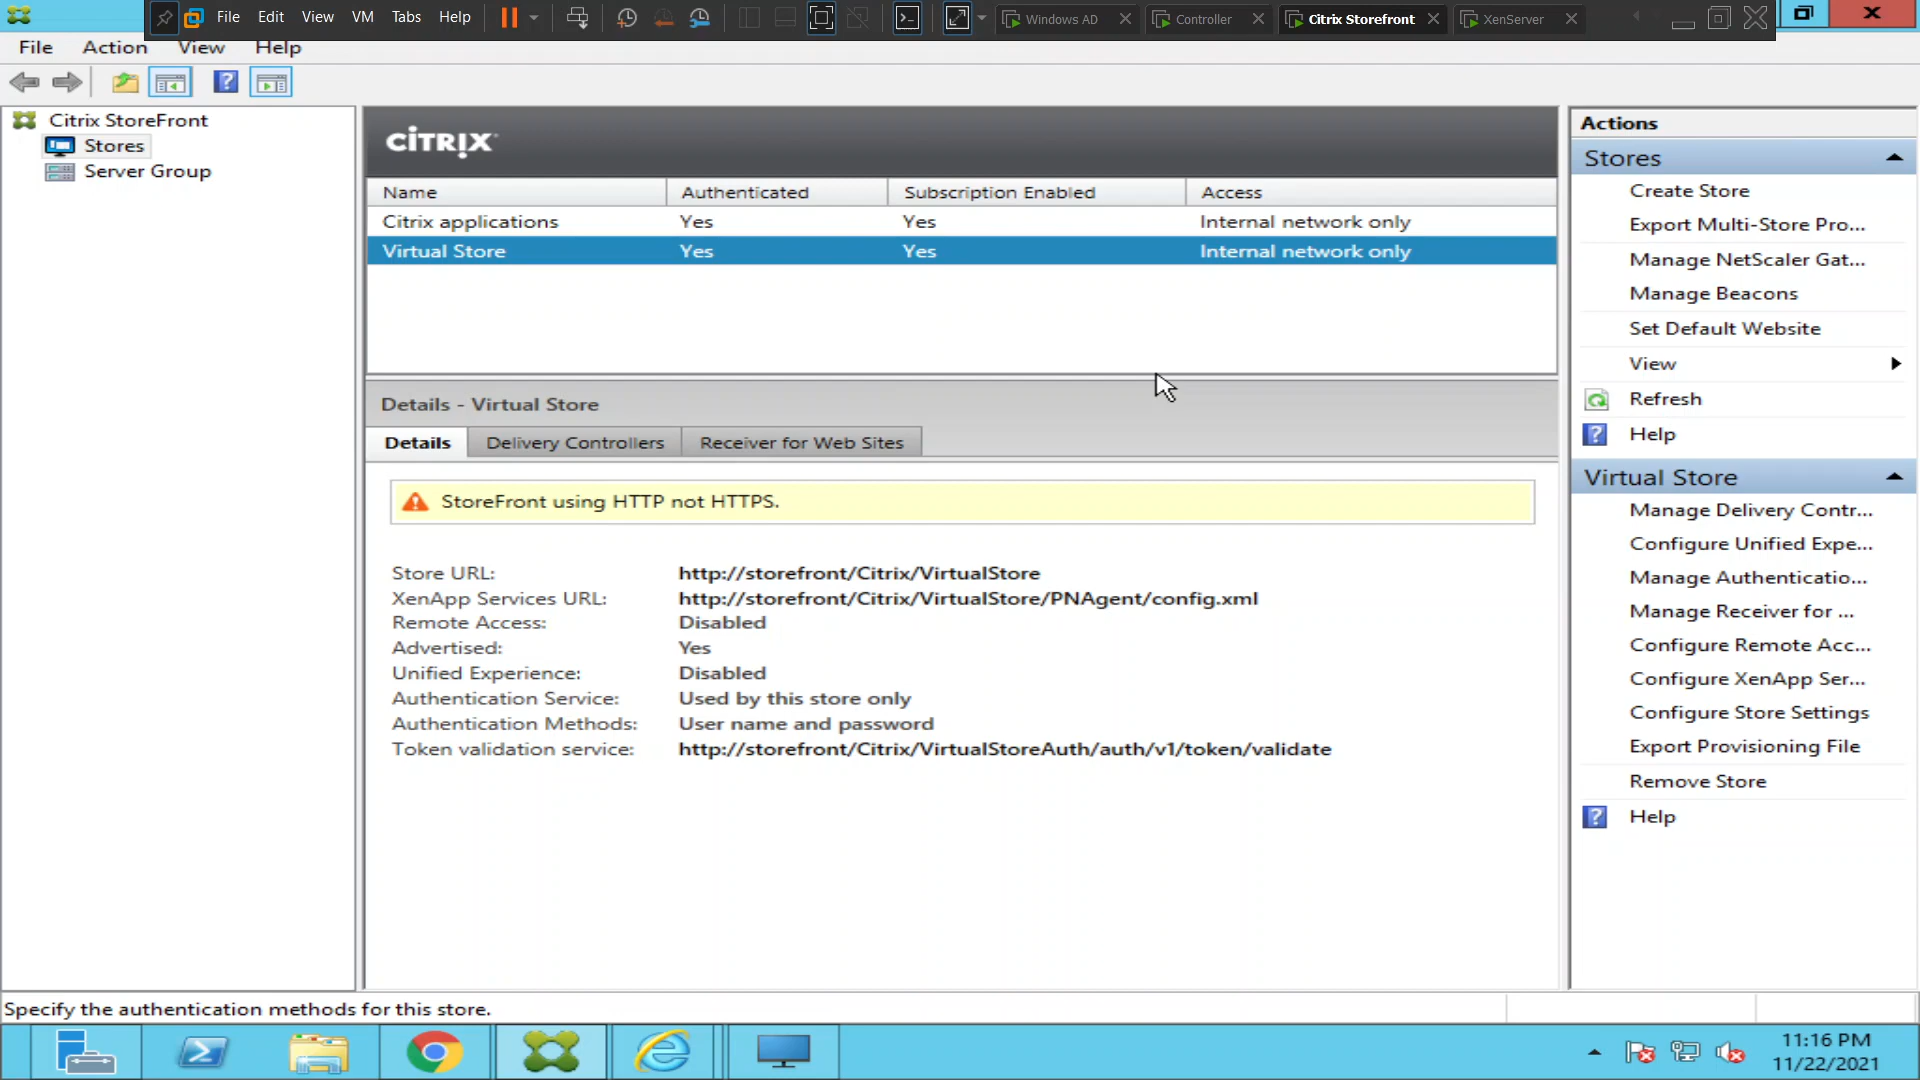 File Edit View VM Tabs Help
Windows AD
Controller
Citrix Storefront
XenServer
File Action View Help
Citrix StoreFront
Stores
Server Group
CİTRIX
Name Authenticated Subscription Enabled Access
Citrix applications Yes Yes Internal network only
Virtual Store Yes Yes Internal network only
Details - Virtual Store
Details Delivery Controllers Receiver for Web Sites
StoreFront using HTTP not HTTPS.
Store URL: http://storefront/Citrix/VirtualStore
XenApp Services URL: http://storefront/Citrix/VirtualStore/PNAgent/config.xml
Remote Access: Disabled
Advertised: Yes
Unified Experience: Disabled
Authentication Service: Used by this store only
Authentication Methods: User name and password
Token validation service: http://storefront/Citrix/VirtualStoreAuth/auth/v1/token/validate
Actions
Stores
Create Store
Export Multi-Store Pro...
Manage NetScaler Gat...
Manage Beacons
Set Default Website
View
Refresh
Help
Virtual Store
Manage Delivery Contr...
Configure Unified Expe...
Manage Authenticatio...
Manage Receiver for ...
Configure Remote Acc...
Configure XenApp Ser...
Configure Store Settings
Export Provisioning File
Remove Store
Help
Specify the authentication methods for this store.
11:16 PM
11/22/2021